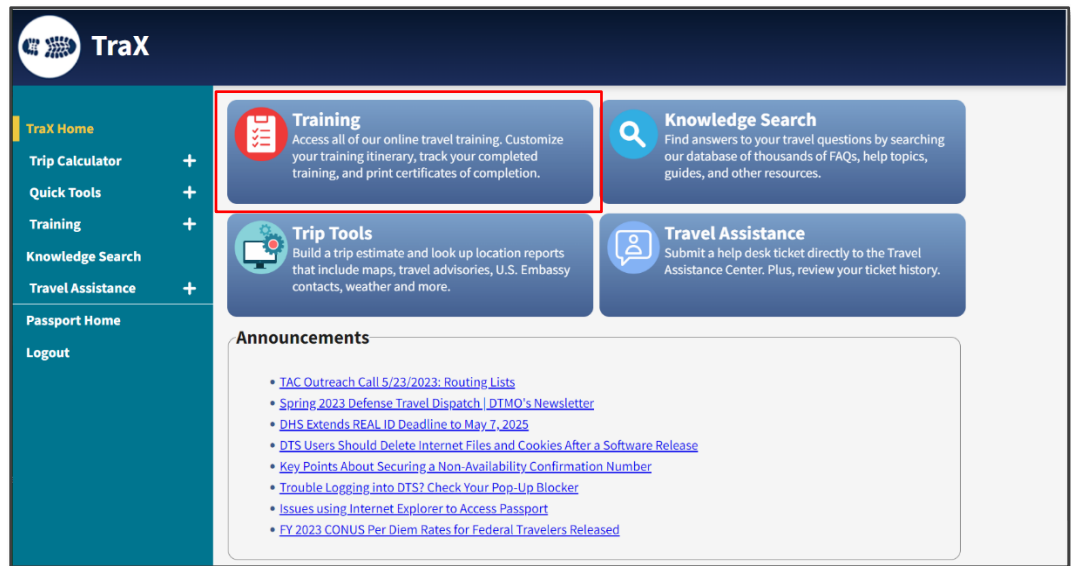 TraX
TraX Home
Trip Calculator +
Quick Tools +
Training +
Knowledge Search
Travel Assistance +
Passport Home
Logout
Training
Access all of our online travel training. Customize
your training itinerary, track your completed
training, and print certificates of completion.
Knowledge Search
Find answers to your travel questions by searching
our database of thousands of FAQs, help topics,
guides, and other resources.
Trip Tools
Build a trip estimate and look up location reports
that include maps, travel advisories, U.S. Embassy
contacts, weather and more.
Travel Assistance
Submit a help desk ticket directly to the Travel
Assistance Center. Plus, review your ticket history.
Announcements
• TAC Outreach Call 5/23/2023: Routing Lists
• Spring 2023 Defense Travel Dispatch | DTMO's Newsletter
• DHS Extends REAL ID Deadline to May 7, 2025
• DTS Users Should Delete Internet Files and Cookies After a Software Release
• Key Points About Securing a Non-Availability Confirmation Number
• Trouble Logging into DTS? Check Your Pop-Up Blocker
• Issues using Internet Explorer to Access Passport
• FY 2023 CONUS Per Diem Rates for Federal Travelers Released